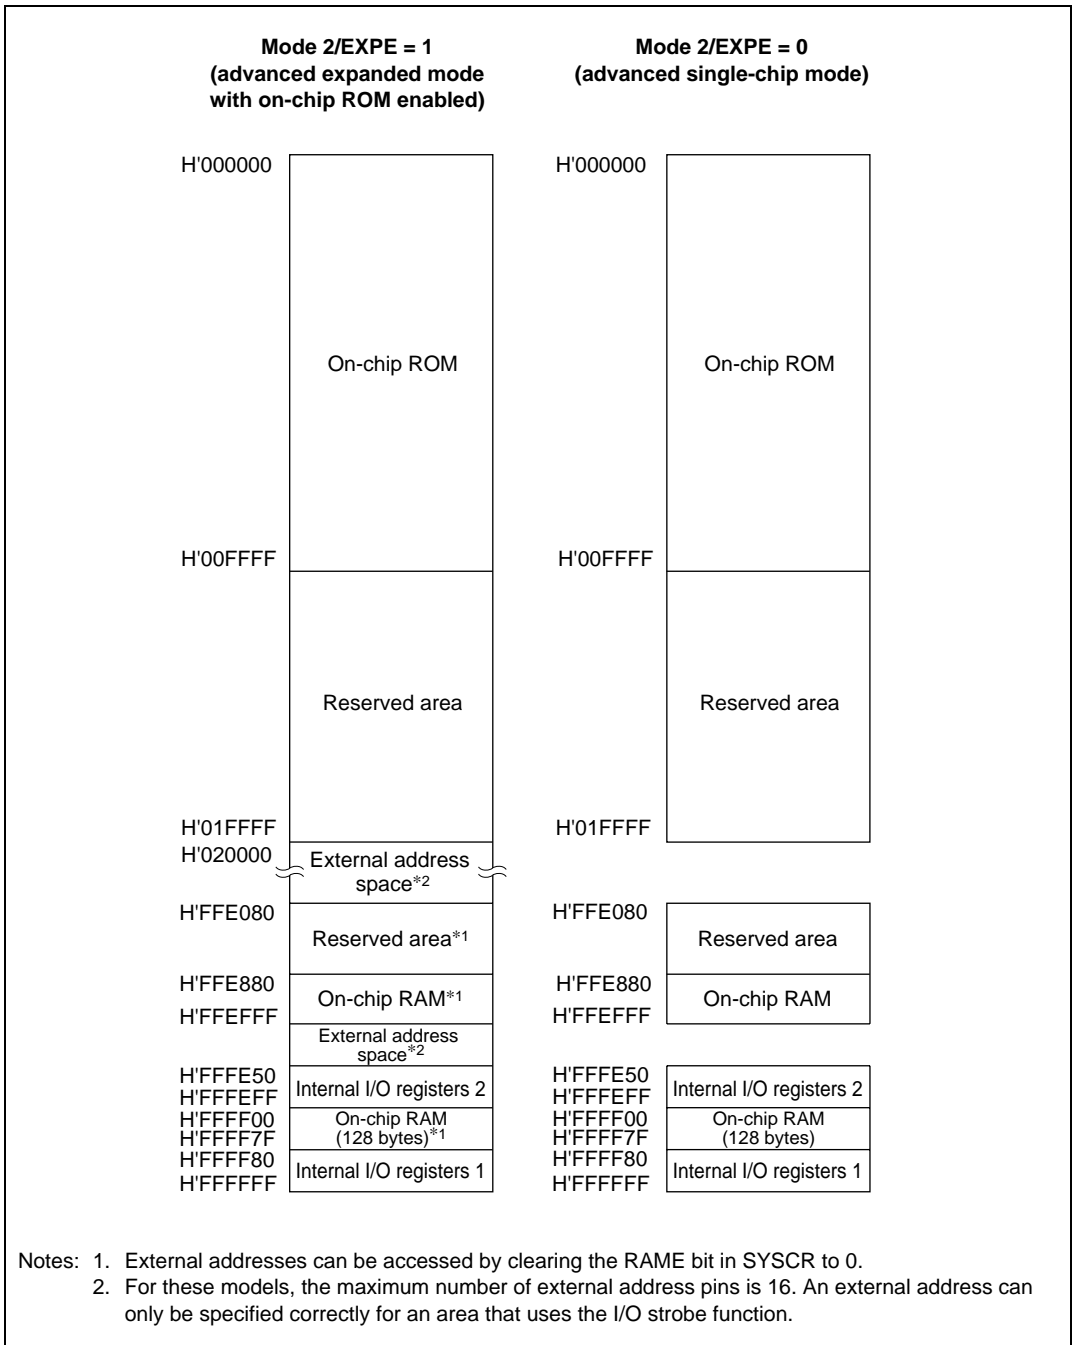 Mode 2/EXPE = 1
(advanced expanded mode
with on-chip ROM enabled)
H'000000
On-chip ROM
H'00FFFF
Reserved area
H'01FFFF
H'020000
External address
space*2
H'FFE080
Reserved area*1
H'FFE880
On-chip RAM*1
H'FFEFFF
External address
space*2
H'FFFE50
Internal I/O registers 2
H'FFFEFF
H'FFFF00
On-chip RAM
(128 bytes)*1
H'FFFF7F
H'FFFF80
Internal I/O registers 1
H'FFFFFF
Mode 2/EXPE = 0
(advanced single-chip mode)
H'000000
On-chip ROM
H'00FFFF
Reserved area
H'01FFFF
H'FFE080
Reserved area
H'FFE880
On-chip RAM
H'FFEFFF
H'FFFE50
Internal I/O registers 2
H'FFFEFF
H'FFFF00
On-chip RAM
(128 bytes)
H'FFFF7F
H'FFFF80
Internal I/O registers 1
H'FFFFFF
Notes: 1. External addresses can be accessed by clearing the RAME bit in SYSCR to 0.
2. For these models, the maximum number of external address pins is 16. An external address can
only be specified correctly for an area that uses the I/O strobe function.